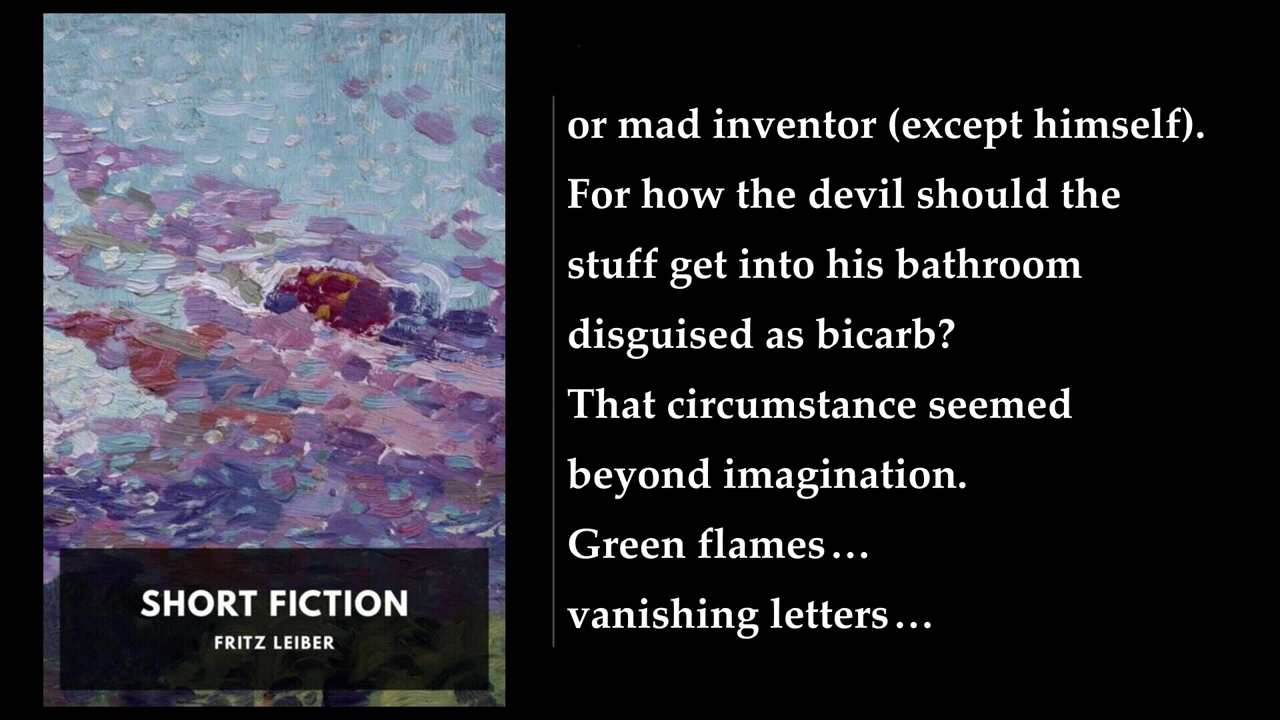 SHORT FICTION
FRITZ LEIBER
or mad inventor (except himself).
For how the devil should the
stuff get into his bathroom
disguised as bicarb?
That circumstance seemed
beyond imagination.
Green flames…
vanishing letters…